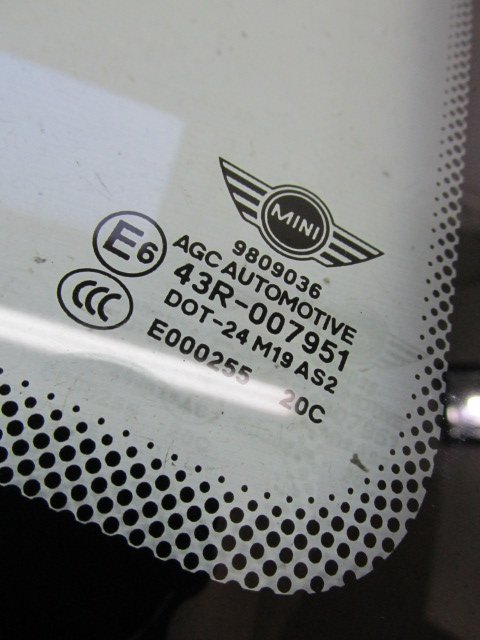 MINI
9809036
AGC AUTOMOTIVE
E6
43R-007951
CCC
DOT-24 M19 AS2
E000255 20C